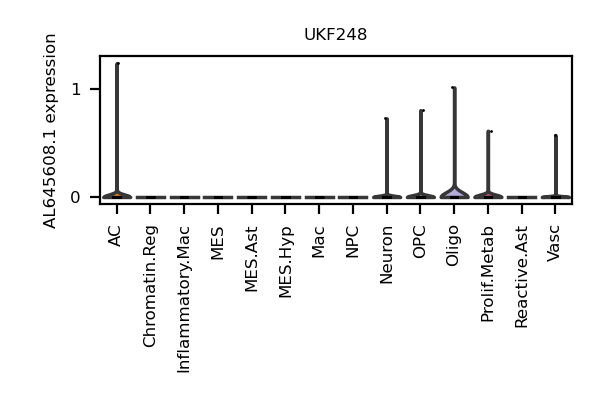 UKF248
AL645608.1 expression
1
0
AC
Chromatin.Reg
Inflammatory.Mac
MES
MES.Ast
MES.Hyp
Mac
NPC
Neuron
OPC
Oligo
Prolif.Metab
Reactive.Ast
Vasc